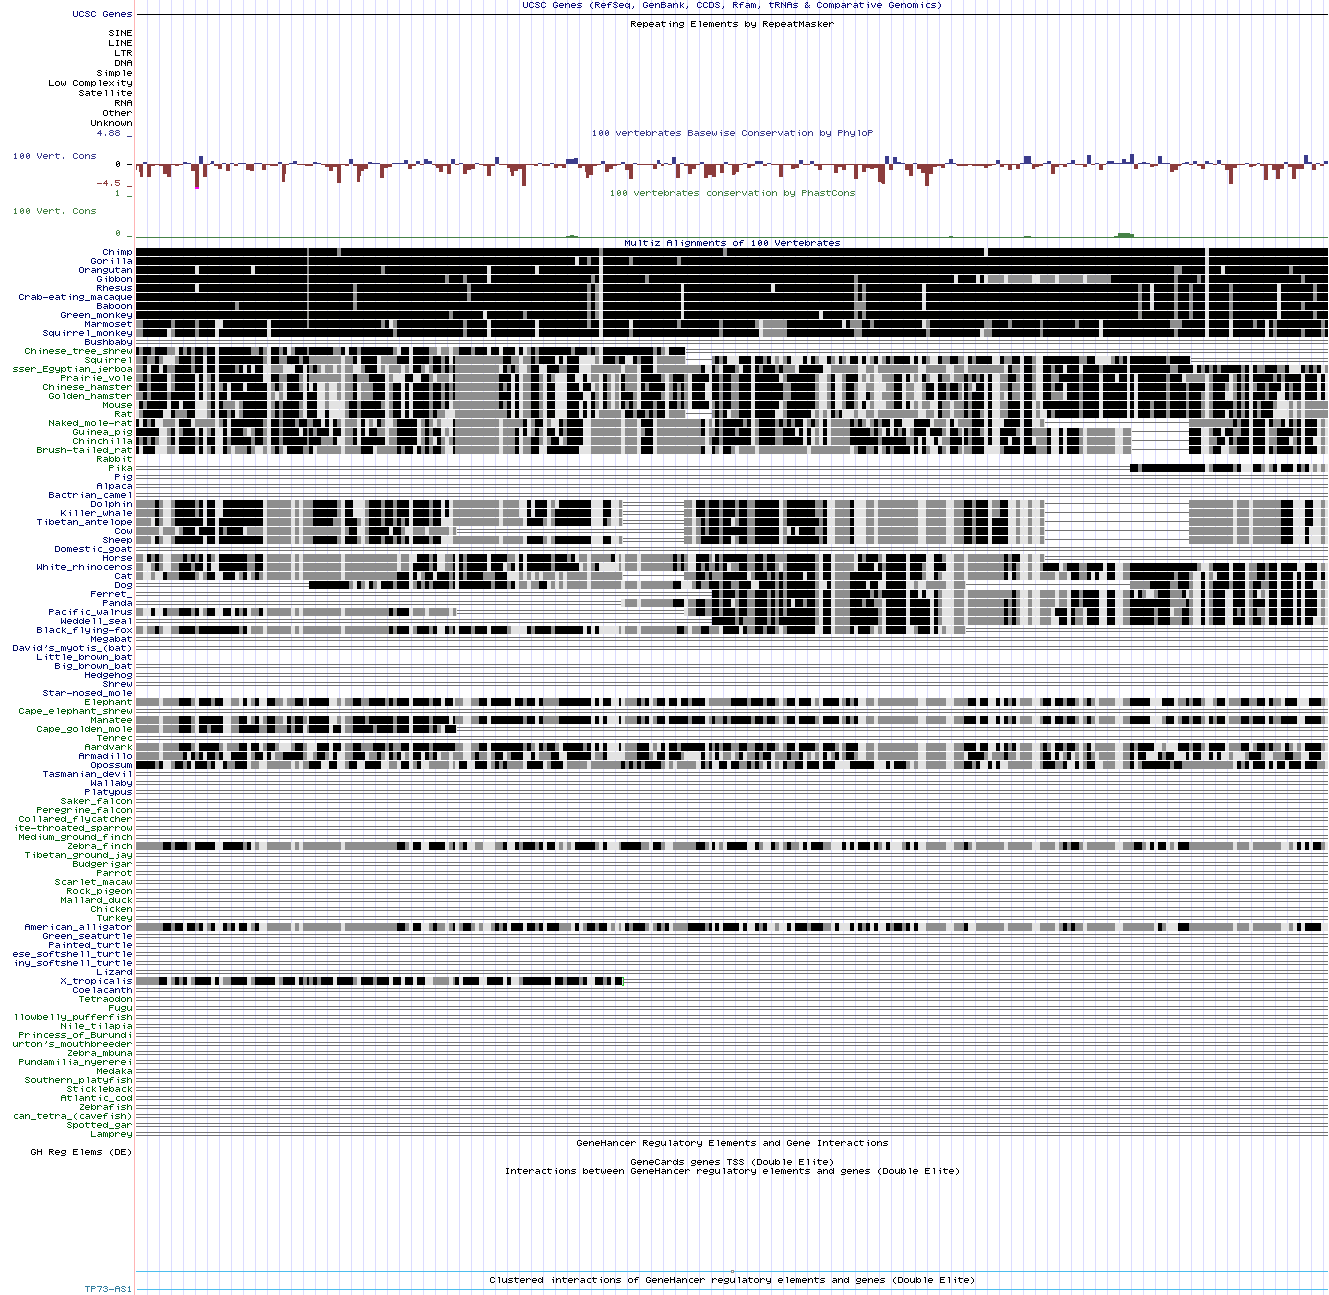 UCSC Genes (RefSeq, GenBank, CCDS, Rfam, tRNAs & Comparative Genomics)
UCSC Genes
Repeating Elements by RepeatMasker
SINE
LINE
LTR
DNA
Simple
Low Complexity
Satellite
RNA
Other
Unknown
4.88 _
100 vertebrates Basewise Conservation by PhyloP
100 Vert. Cons
0 -
-4.5 _
100 vertebrates conservation by PhastCons
1 _
100 Vert. Cons
0 _
Multiz Alignments of 100 Vertebrates
Chimp
Gorilla
Orangutan
Gibbon
Rhesus
Crab-eating_macaque
Baboon
Green_monkey
Marmoset
Squirrel_monkey
Bushbaby
Chinese_tree_shrew
Squirrel
sser_Egyptian_jerboa
Prairie_vole
Chinese_hamster
Golden_hamster
Mouse
Rat
Naked_mole-rat
Guinea_pig
Chinchilla
Brush-tailed_rat
Rabbit
Pika
Pig
Alpaca
Bactrian_camel
Dolphin
Killer_whale
Tibetan_antelope
Cow
Sheep
Domestic_goat
Horse
White_rhinoceros
Cat
Dog
Ferret_
Panda
Pacific_walrus
Weddell_seal
Black_flying-fox
Megabat
David's_myotis_(bat)
Little_brown_bat
Big_brown_bat
Hedgehog
Shrew
Star-nosed_mole
Elephant
Cape_elephant_shrew
Manatee
Cape_golden_mole
Tenrec
Aardvark
Armadillo
Opossum
Tasmanian_devil
Wallaby
Platypus
Saker_falcon
Peregrine_falcon
Collared_flycatcher
ite-throated_sparrow
Medium_ground_finch
Zebra_finch
Tibetan_ground_jay
Budgerigar
Parrot
Scarlet_macaw
Rock_pigeon
Mallard_duck
Chicken
Turkey
American_alligator
Green_seaturtle
Painted_turtle
ese_softshell_turtle
iny_softshell_turtle
Lizard
X_tropicalis
Coelacanth
Tetraodon
Fugu
llowbelly_pufferfish
Nile_tilapia
Princess_of_Burundi
urton's_mouthbreeder
Zebra_mbuna
Pundamilia_nyererei
Medaka
Southern_platyfish
Stickleback
Atlantic_cod
Zebrafish
can_tetra_(cavefish)
Spotted_gar
Lamprey
GeneHancer Regulatory Elements and Gene Interactions
GH Reg Elems (DE)
GeneCards genes TSS (Double Elite)
Interactions between GeneHancer regulatory elements and genes (Double Elite)
Clustered interactions of GeneHancer regulatory elements and genes (Double Elite)
TP73-AS1